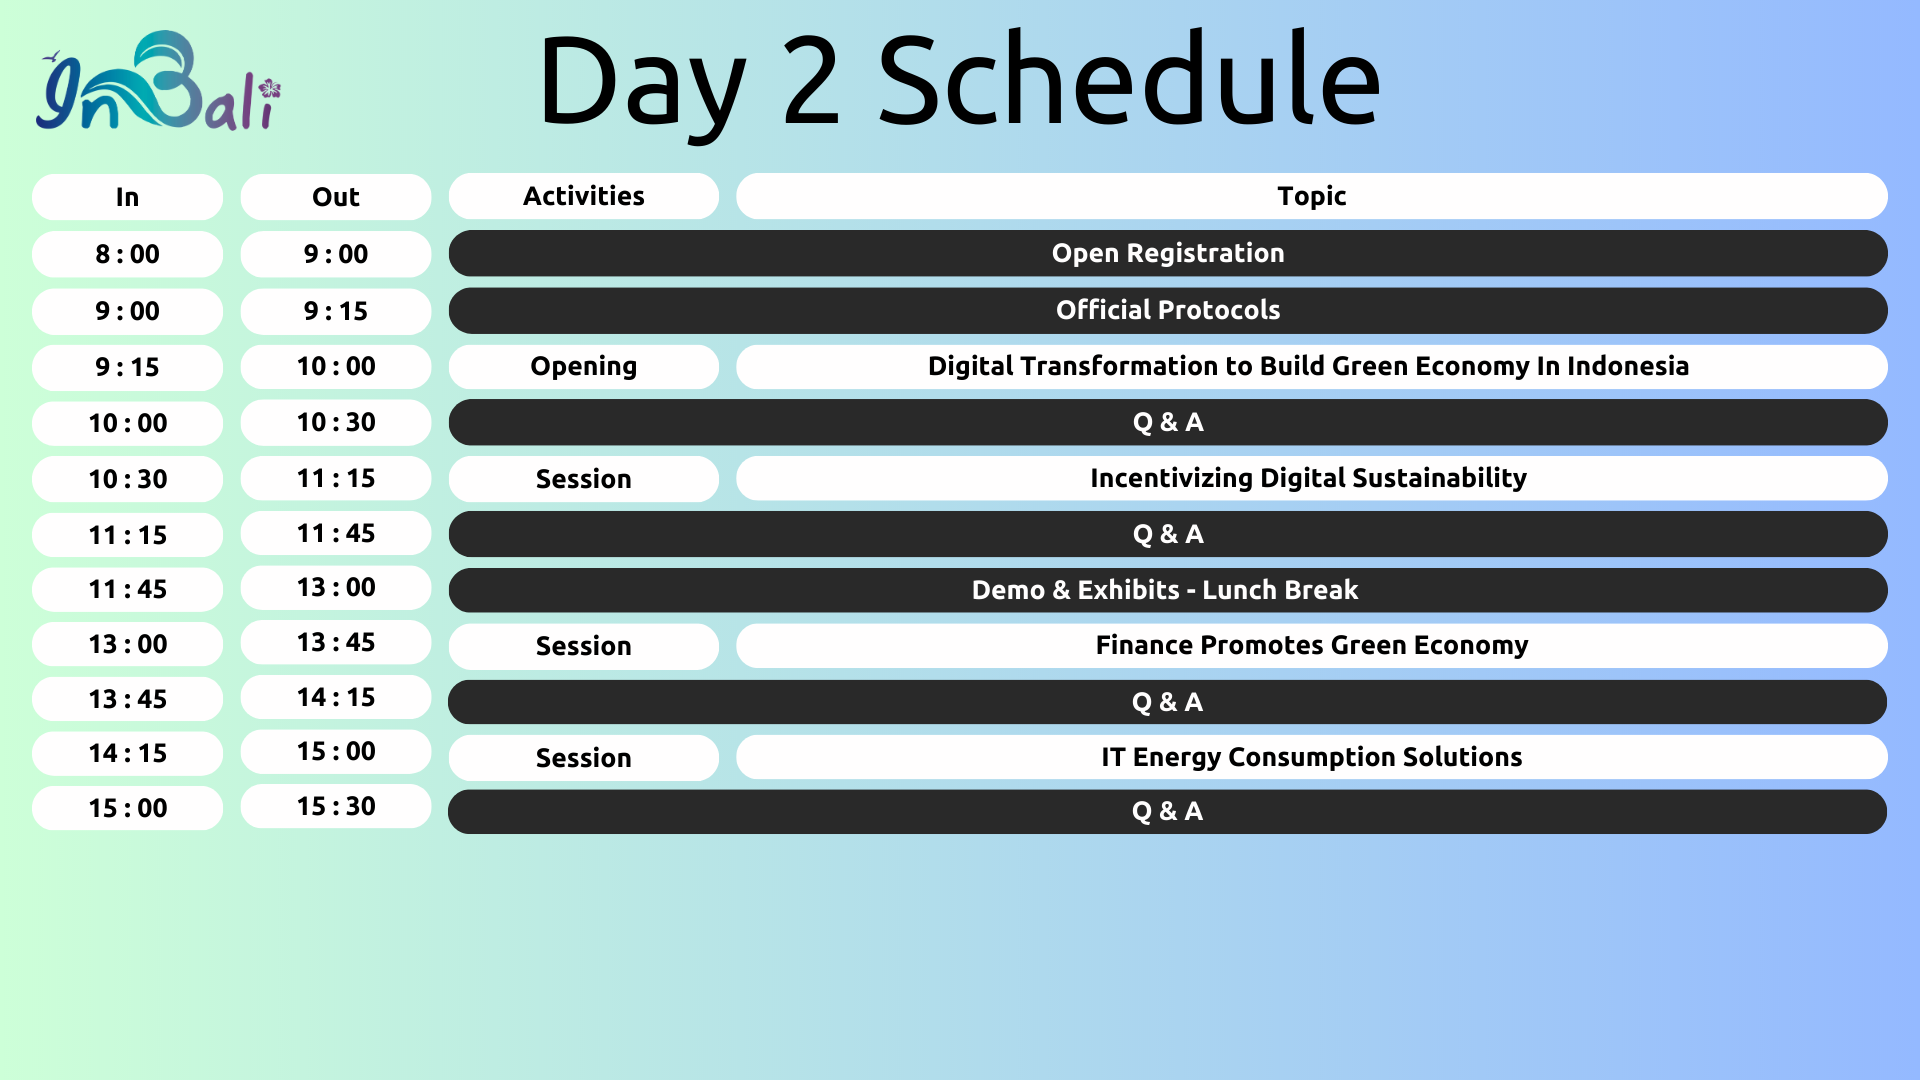 InBali
Day 2 Schedule
In Out Activities Topic
8 : 00 9 : 00 Open Registration
9 : 00 9 : 15 Official Protocols
9 : 15 10 : 00 Opening Digital Transformation to Build Green Economy In Indonesia
10 : 00 10 : 30 Q & A
10 : 30 11 : 15 Session Incentivizing Digital Sustainability
11 : 15 11 : 45 Q & A
11 : 45 13 : 00 Demo & Exhibits - Lunch Break
13 : 00 13 : 45 Session Finance Promotes Green Economy
13 : 45 14 : 15 Q & A
14 : 15 15 : 00 Session IT Energy Consumption Solutions
15 : 00 15 : 30 Q & A